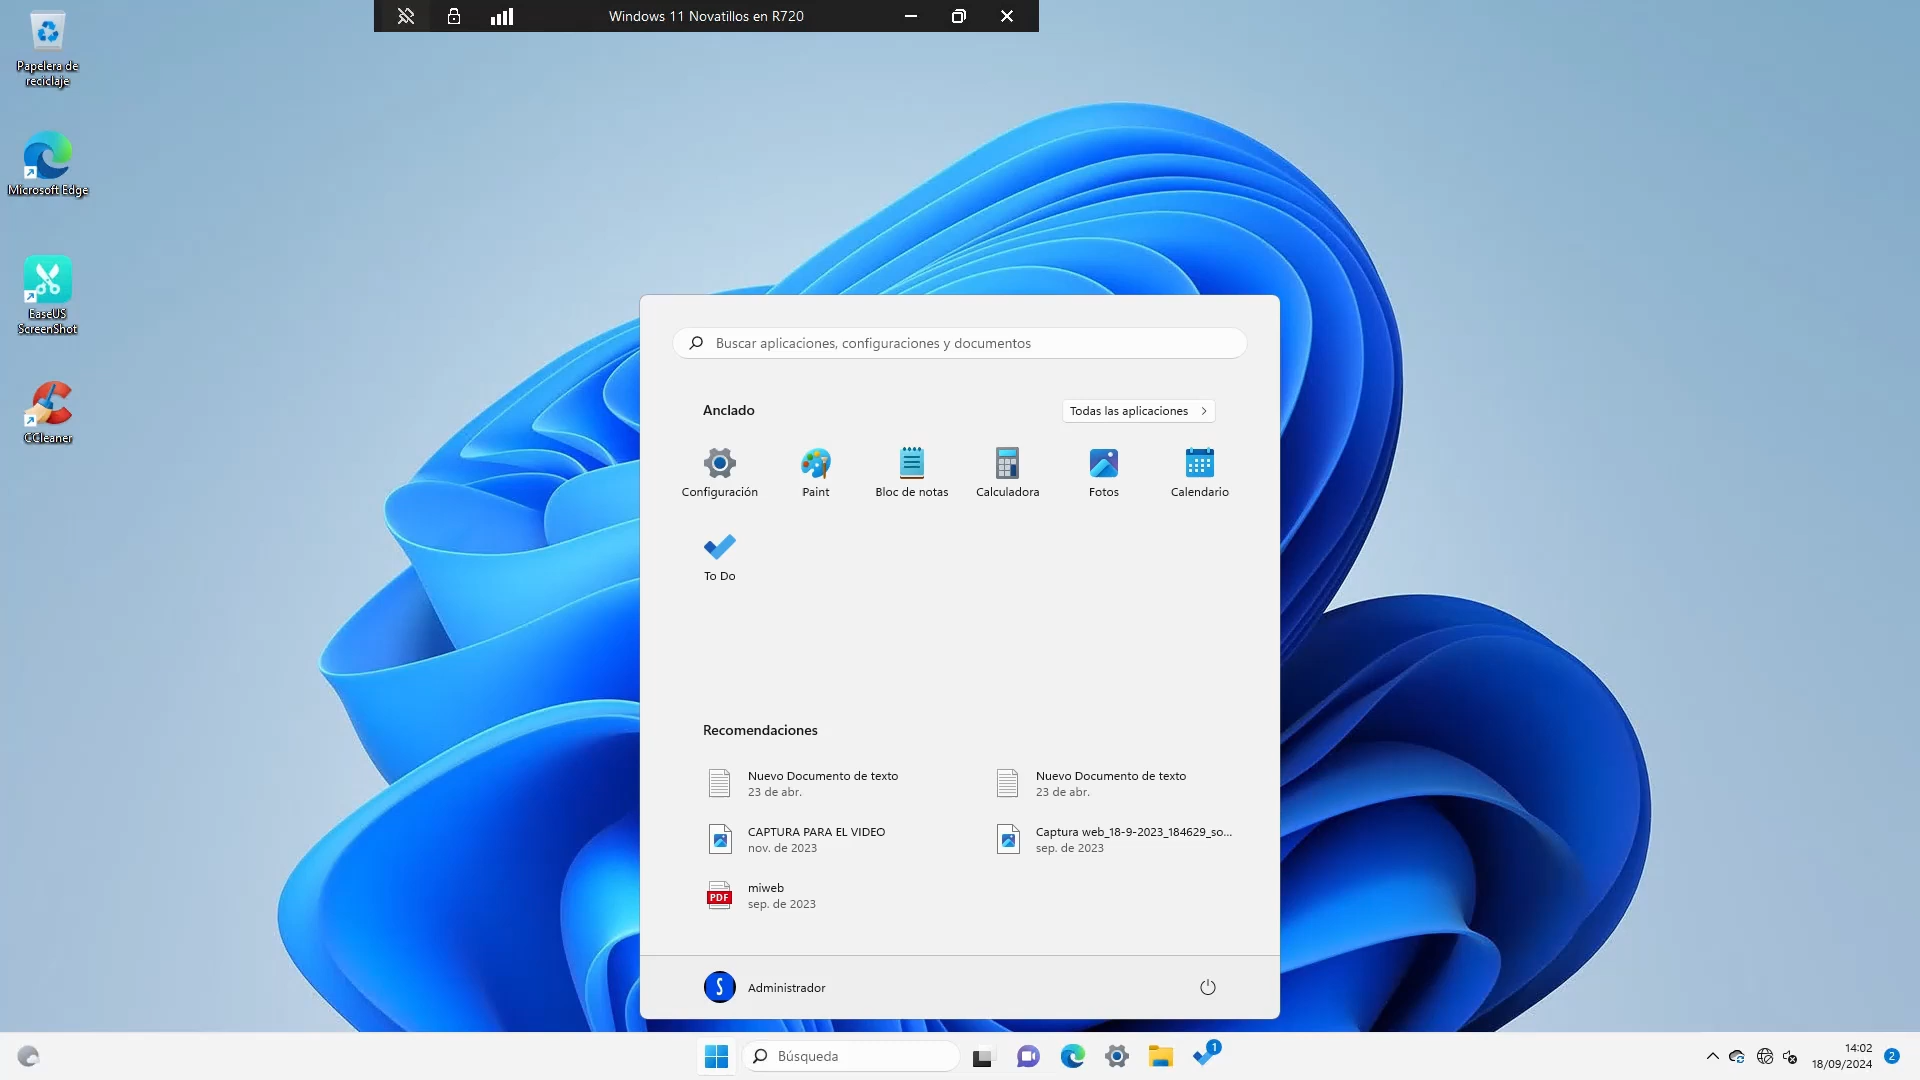 Windows 11 Novatillos en R720
Papelera de
reciclaje
Microsoft Edge
EaseUS
ScreenShot
CCleaner
Buscar aplicaciones, configuraciones y documentos
Anclado
Todas las aplicaciones
Configuración
Paint
Bloc de notas
Calculadora
Fotos
Calendario
To Do
Recomendaciones
Nuevo Documento de texto
23 de abr.
Nuevo Documento de texto
23 de abr.
CAPTURA PARA EL VIDEO
nov. de 2023
Captura web_18-9-2023_184629_so...
sep. de 2023
PDF
miweb
sep. de 2023
Administrador
Búsqueda
1
14:02
18/09/2024
2